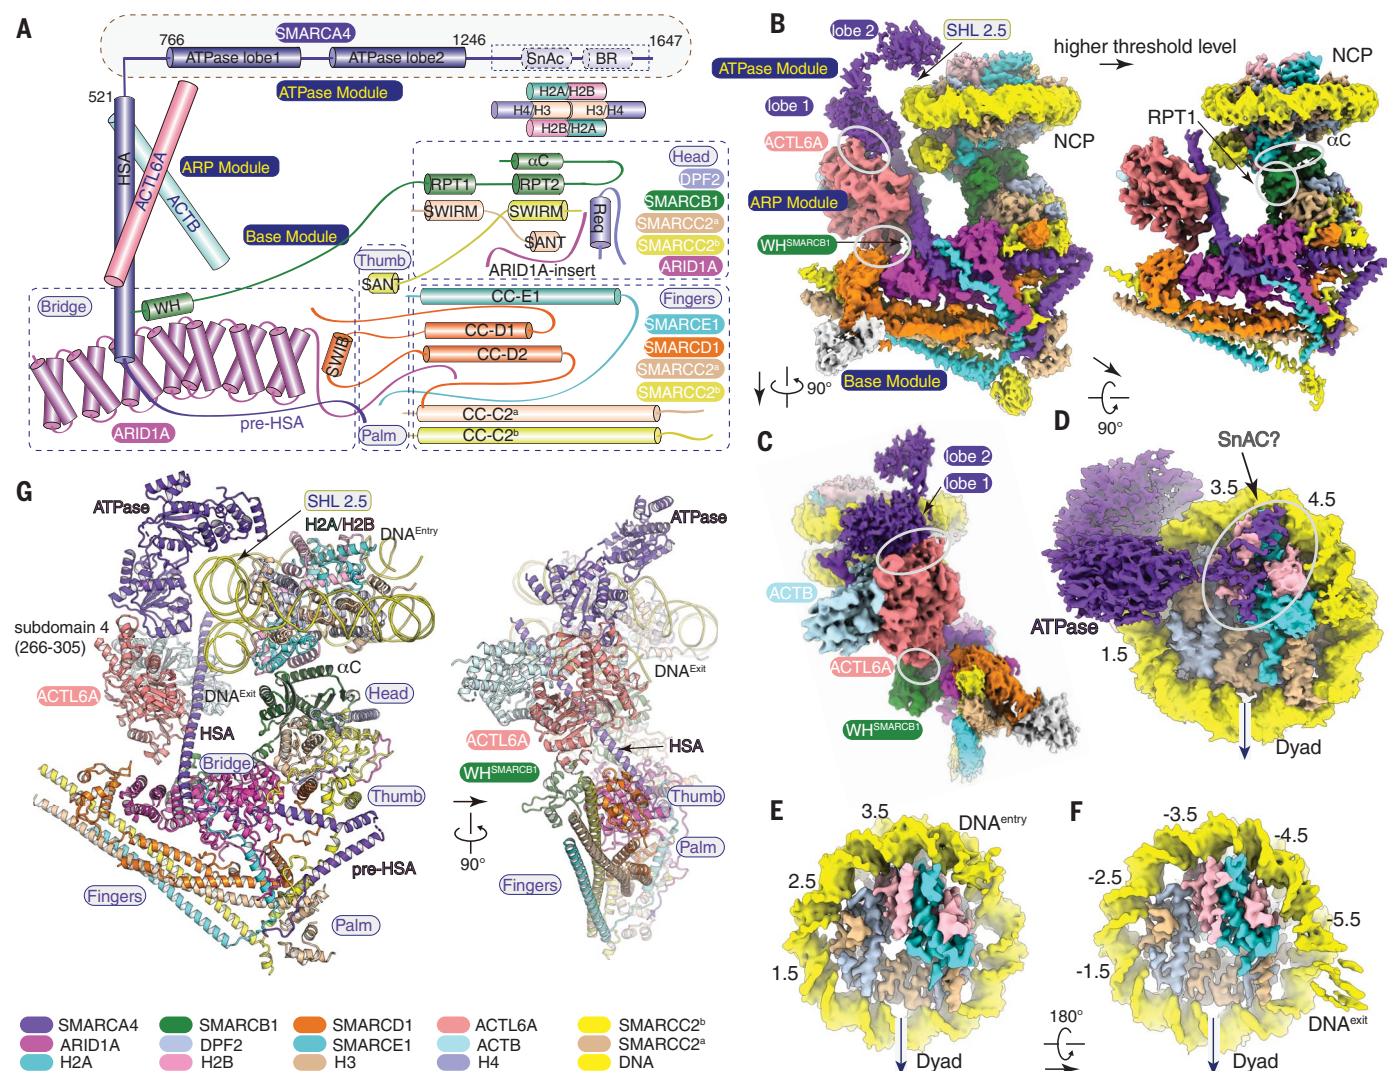 A
SMARCA4
766
1246
1647
ATPase lobe1
ATPase lobe2
SnAc
BR
ATPase Module
521
H2A/H2B
H4/H3
H3/H4
H2B/H2A
HSA
ACTL6A
ACTB
ARP Module
αC
Head
RPT1
RPT2
DPF2
SMARCB1
SWIRM
SWIRM
Req
SMARCC2a
SANT
SMARCC2b
Base Module
ARID1A
Thumb
ARID1A-insert
SANT
Bridge
WH
CC-E1
Fingers
SMARCE1
CC-D1
SMARCD1
SWIB
CC-D2
SMARCC2a
SMARCC2b
CC-C2a
ARID1A
pre-HSA
Palm
CC-C2b
B
lobe 2
SHL 2.5
higher threshold level
NCP
ATPase Module
lobe 1
RPT1
NCP
ACTL6A
αC
ARP Module
WHSMARCB1
Base Module
90°
90°
C
lobe 2
lobe 1
ACTB
ACTL6A
WHSMARCB1
D
SnAC?
3.5
4.5
ATPase
1.5
Dyad
E
3.5
DNAentry
2.5
1.5
Dyad
180°
F
-3.5
-4.5
-2.5
-5.5
-1.5
DNAexit
Dyad
G
SHL 2.5
ATPase
H2A/H2B
DNAEntry
ATPase
subdomain 4
(266-305)
αC
DNAExit
ACTL6A
DNAExit
Head
HSA
ACTL6A
HSA
Bridge
WHSMARCB1
Thumb
Thumb
90°
Palm
pre-HSA
Fingers
Fingers
Palm
SMARCA4
SMARCB1
SMARCD1
ACTL6A
SMARCC2b
ARID1A
DPF2
SMARCE1
ACTB
SMARCC2a
H2A
H2B
H3
H4
DNA